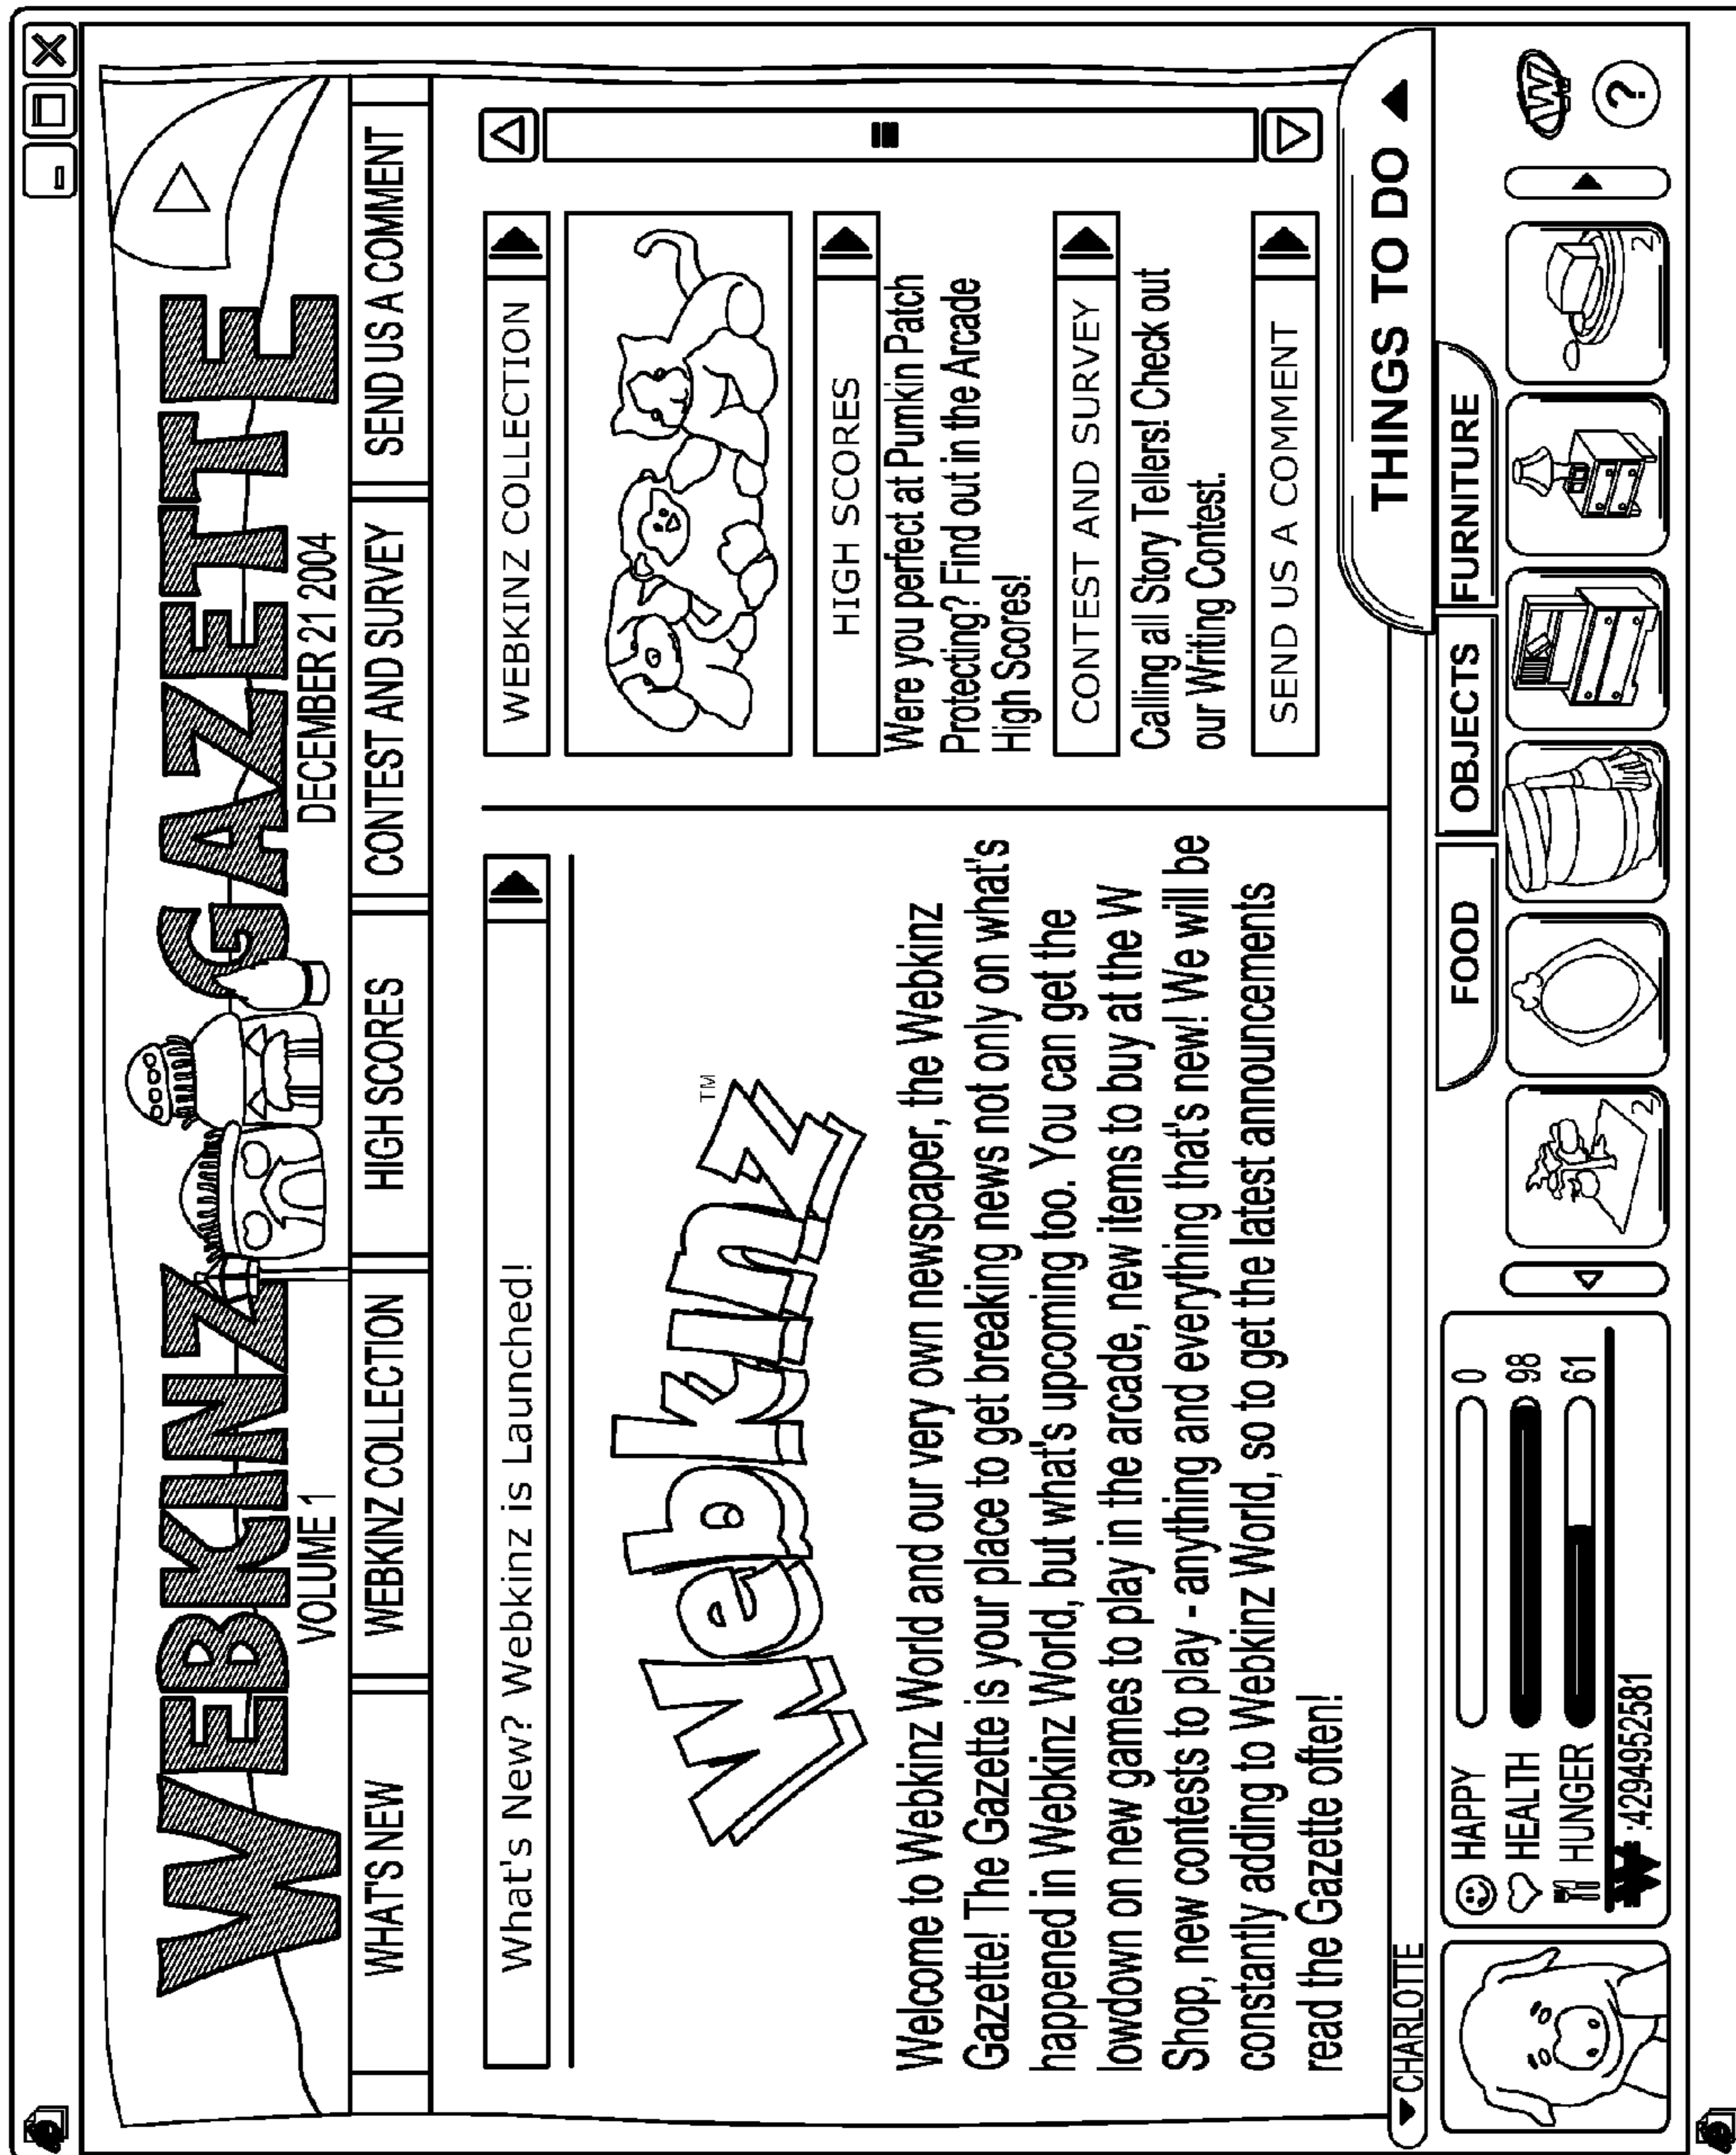 WEBKINZ GAZETTE
VOLUME 1
DECEMBER 21 2004
WHAT'S NEW
WEBKINZ COLLECTION
HIGH SCORES
CONTEST AND SURVEY
SEND US A COMMENT
What's New? Webkinz is Launched!
Webkinz™
Welcome to Webkinz World and our very own newspaper, the Webkinz
Gazette! The Gazette is your place to get breaking news not only on what's
happened in Webkinz World, but what's upcoming too. You can get the
lowdown on new games to play in the arcade, new items to buy at the W
Shop, new contests to play - anything and everything that's new! We will be
constantly adding to Webkinz World, so to get the latest announcements
read the Gazette often!
WEBKINZ COLLECTION
HIGH SCORES
Were you perfect at Pumkin Patch
Protecting? Find out in the Arcade
High Scores!
CONTEST AND SURVEY
Calling all Story Tellers! Check out
our Writing Contest.
SEND US A COMMENT
THINGS TO DO
CHARLOTTE
HAPPY 0
HEALTH 98
HUNGER 61
₩:4294952581
FOOD
OBJECTS
FURNITURE
2
2
W
?